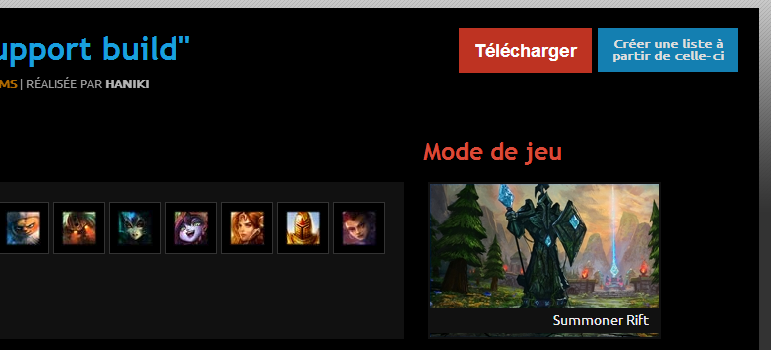 upport build"
Télécharger
Créer une liste à
partir de celle-ci
MS | RÉALISÉE PAR HANIKI
Mode de jeu
Summoner Rift